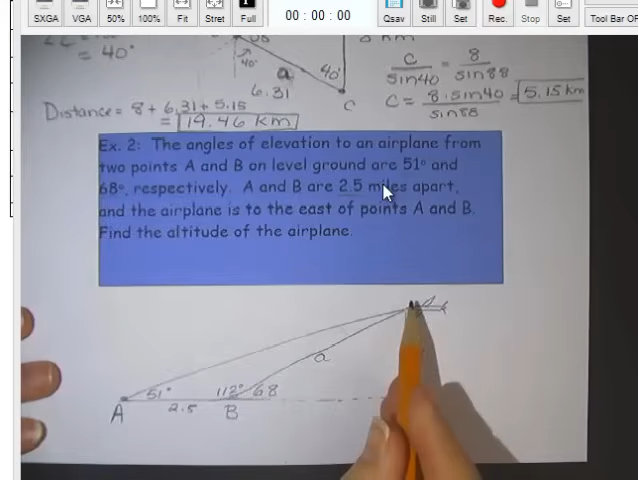 SXGA VGA 50% 100% Fit Stret Full 00 : 00 : 00 Qsav Still Set Rec. Stop Set Tool Bar OF
= 40°
40°
a 40°
6.31
C
8 km
C/sin40 = 8/sin88
C = 8·sin40/sin88 = 5.15 km
Distance = 8 + 6.31 + 5.15
= 19.46 km
Ex. 2: The angles of elevation to an airplane from
two points A and B on level ground are 51° and
68°, respectively. A and B are 2.5 miles apart,
and the airplane is to the east of points A and B.
Find the altitude of the airplane.
a
51° 112° 68
A 2.5 B